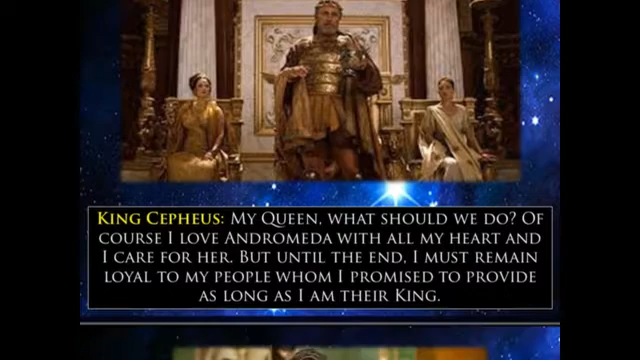 KING CEPHEUS: MY QUEEN, WHAT SHOULD WE DO? OF
COURSE I LOVE ANDROMEDA WITH ALL MY HEART AND
I CARE FOR HER. BUT UNTIL THE END, I MUST REMAIN
LOYAL TO MY PEOPLE WHOM I PROMISED TO PROVIDE
AS LONG AS I AM THEIR KING.